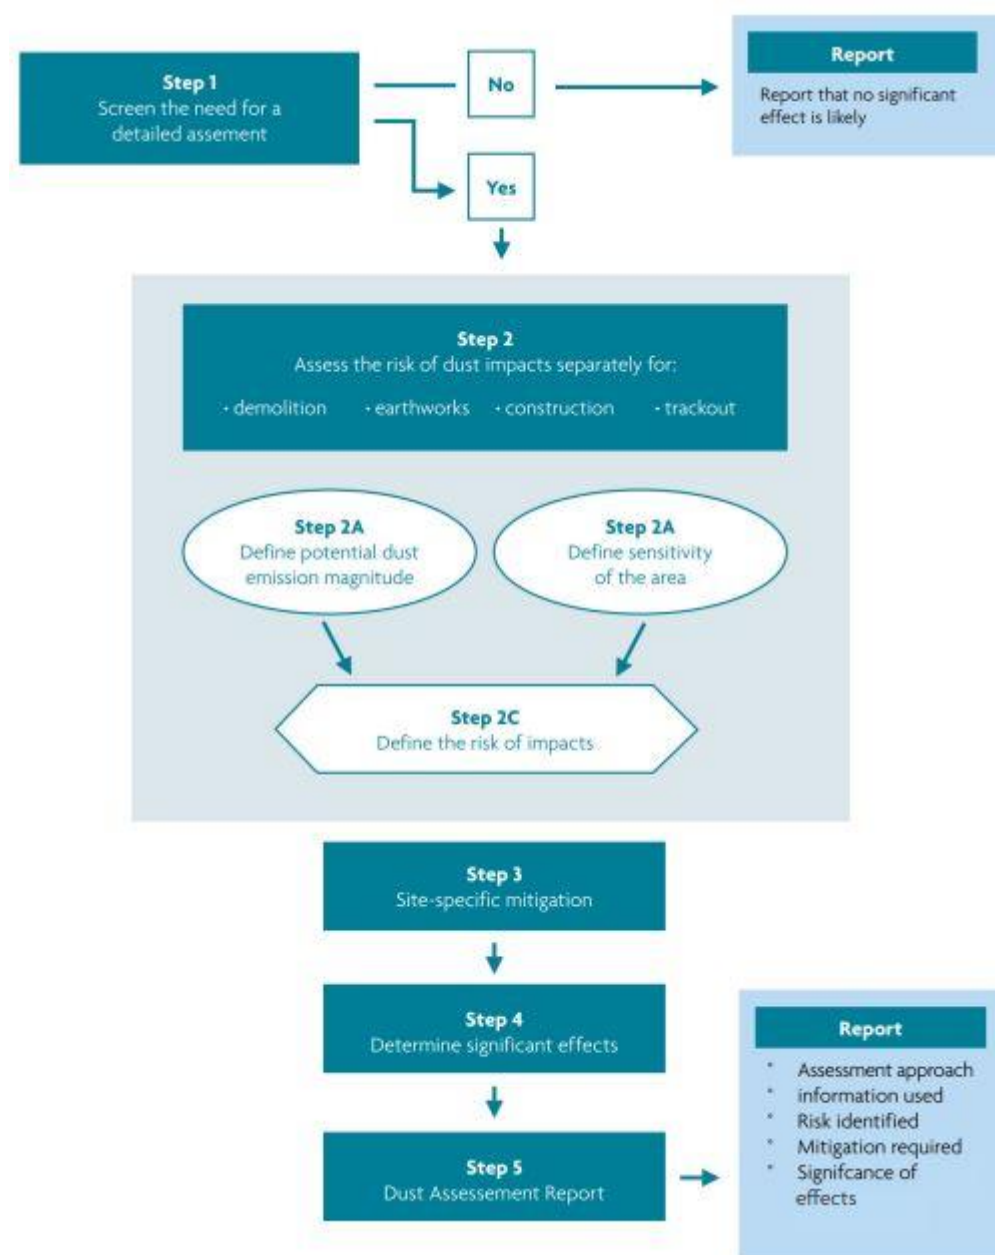 Step 1
Screen the need for a
detailed assement
No
Yes
Report
Report that no significant
effect is likely
Step 2
Assess the risk of dust impacts separately for:
• demolition • earthworks • construction • trackout
Step 2A
Define potential dust
emission magnitude
Step 2A
Define sensitivity
of the area
Step 2C
Define the risk of impacts
Step 3
Site-specific mitigation
Step 4
Determine significant effects
Step 5
Dust Assessement Report
Report
* Assessment approach
* information used
* Risk identified
* Mitigation required
* Signifcance of
effects